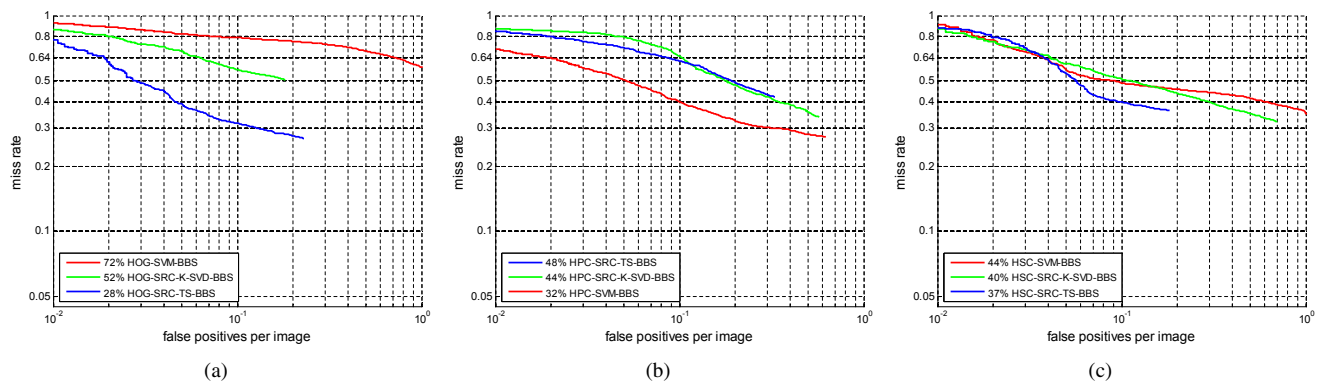 1
0.8
0.64
0.5
0.4
0.3
0.2
0.1
0.05
miss rate
72% HOG-SVM-BBS
52% HOG-SRC-K-SVD-BBS
28% HOG-SRC-TS-BBS
10^-2
10^-1
10^0
false positives per image
(a)
1
0.8
0.64
0.5
0.4
0.3
0.2
0.1
0.05
miss rate
48% HPC-SRC-TS-BBS
44% HPC-SRC-K-SVD-BBS
32% HPC-SVM-BBS
10^-2
10^-1
10^0
false positives per image
(b)
1
0.8
0.64
0.5
0.4
0.3
0.2
0.1
0.05
miss rate
44% HSC-SVM-BBS
40% HSC-SRC-K-SVD-BBS
37% HSC-SRC-TS-BBS
10^-2
10^-1
10^0
false positives per image
(c)